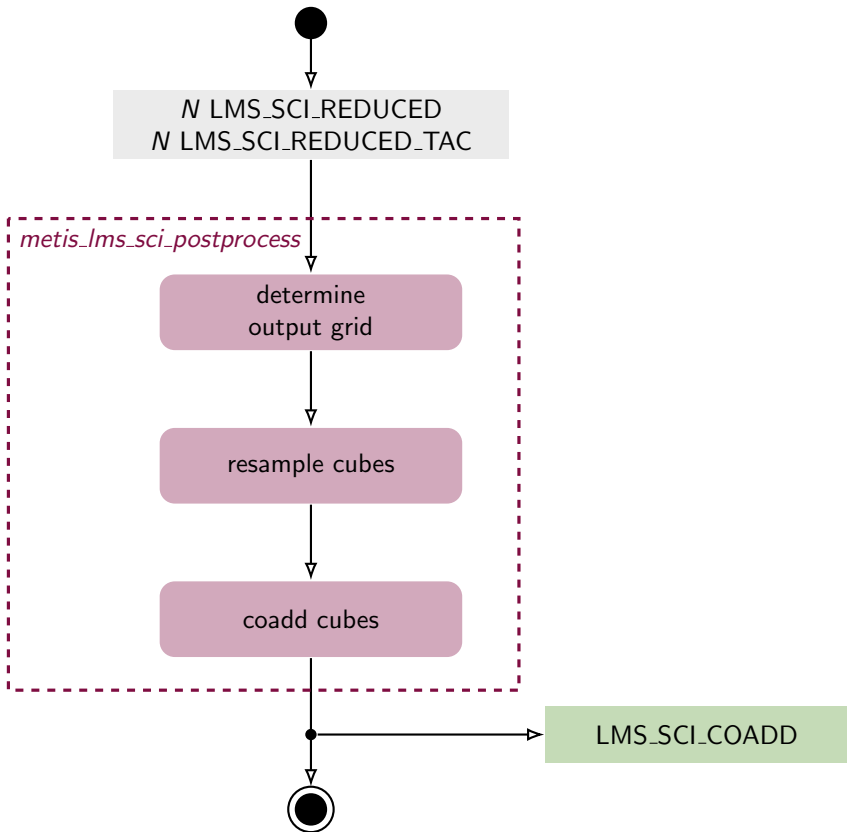 N LMS_SCI_REDUCED
N LMS_SCI_REDUCED_TAC
metis_lms_sci_postprocess
determine
output grid
resample cubes
coadd cubes
LMS_SCI_COADD